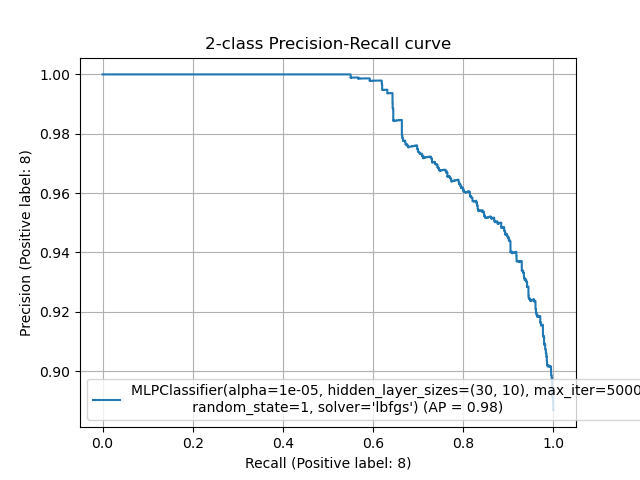 2-class Precision-Recall curve
1.00
0.98
0.96
0.94
0.92
0.90
Precision (Positive label: 8)
MLPClassifier(alpha=1e-05, hidden_layer_sizes=(30, 10), max_iter=5000
random_state=1, solver='lbfgs') (AP = 0.98)
0.0 0.2 0.4 0.6 0.8 1.0
Recall (Positive label: 8)